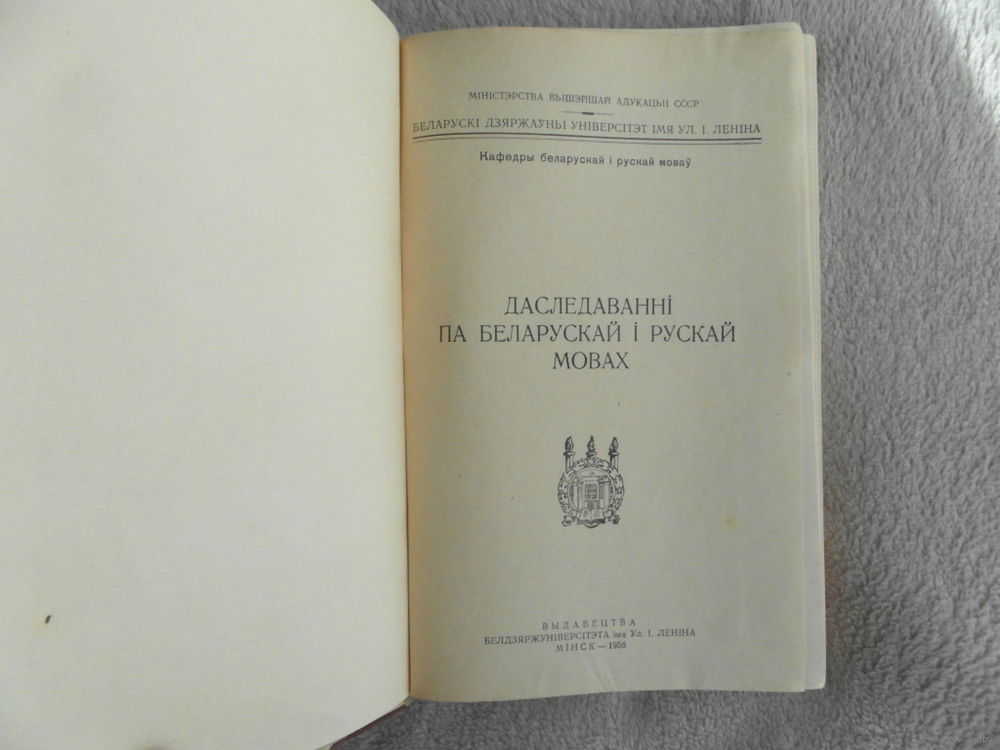 МІНІСТЭРСТВА ВЫШЭЙШАЙ АДУКАЦЫІ СССР
БЕЛАРУСКІ ДЗЯРЖАЎНЫ УНІВЕРСІТЭТ ІМЯ УЛ. І. ЛЕНІНА
Кафедры беларускай і рускай моваў
ДАСЛЕДАВАННІ
ПА БЕЛАРУСКАЙ І РУСКАЙ
МОВАХ
ВЫДАВЕЦТВА
БЕЛДЗЯРЖУНІВЕРСІТЭТА імя Ул. І. ЛЕНІНА
МІНСК — 1958